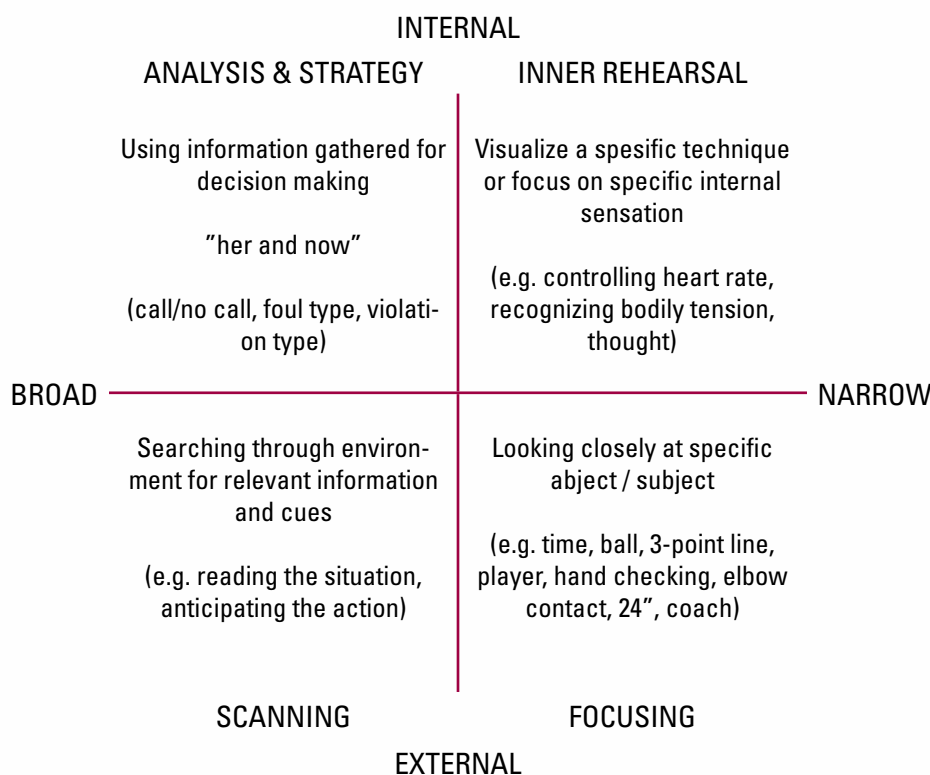 INTERNAL
ANALYSIS & STRATEGY
INNER REHEARSAL
Using information gathered for
decision making
”her and now”
(call/no call, foul type, violati-
on type)
Visualize a spesific technique
or focus on specific internal
sensation
(e.g. controlling heart rate,
recognizing bodily tension,
thought)
BROAD
NARROW
Searching through environ-
ment for relevant information
and cues
(e.g. reading the situation,
anticipating the action)
Looking closely at specific
abject / subject
(e.g. time, ball, 3-point line,
player, hand checking, elbow
contact, 24”, coach)
SCANNING
FOCUSING
EXTERNAL